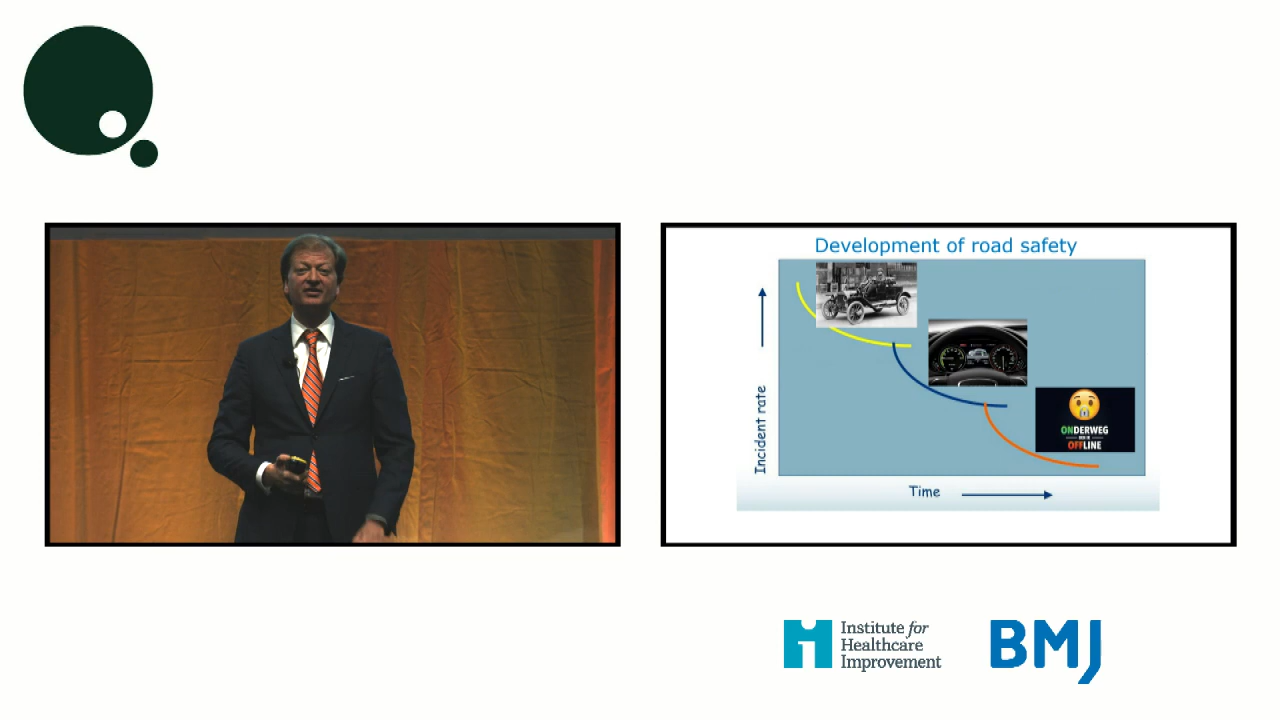 Development of road safety
Incident rate
Time
ONDERWEG
OFFLINE
Institute for
Healthcare
Improvement
BMJ